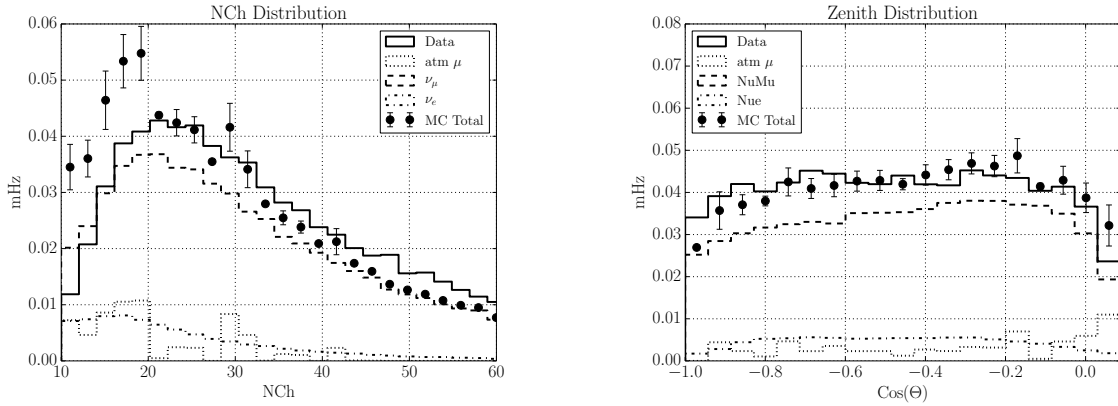 NCh Distribution
0.06
0.05
0.04
0.03
0.02
0.01
0.00
mHz
10
20
30
40
50
60
NCh
Data
atm μ
ν_μ
ν_e
MC Total
Zenith Distribution
0.08
0.07
0.06
0.05
0.04
0.03
0.02
0.01
0.00
mHz
−1.0
−0.8
−0.6
−0.4
−0.2
0.0
Cos(Θ)
Data
atm μ
NuMu
Nue
MC Total